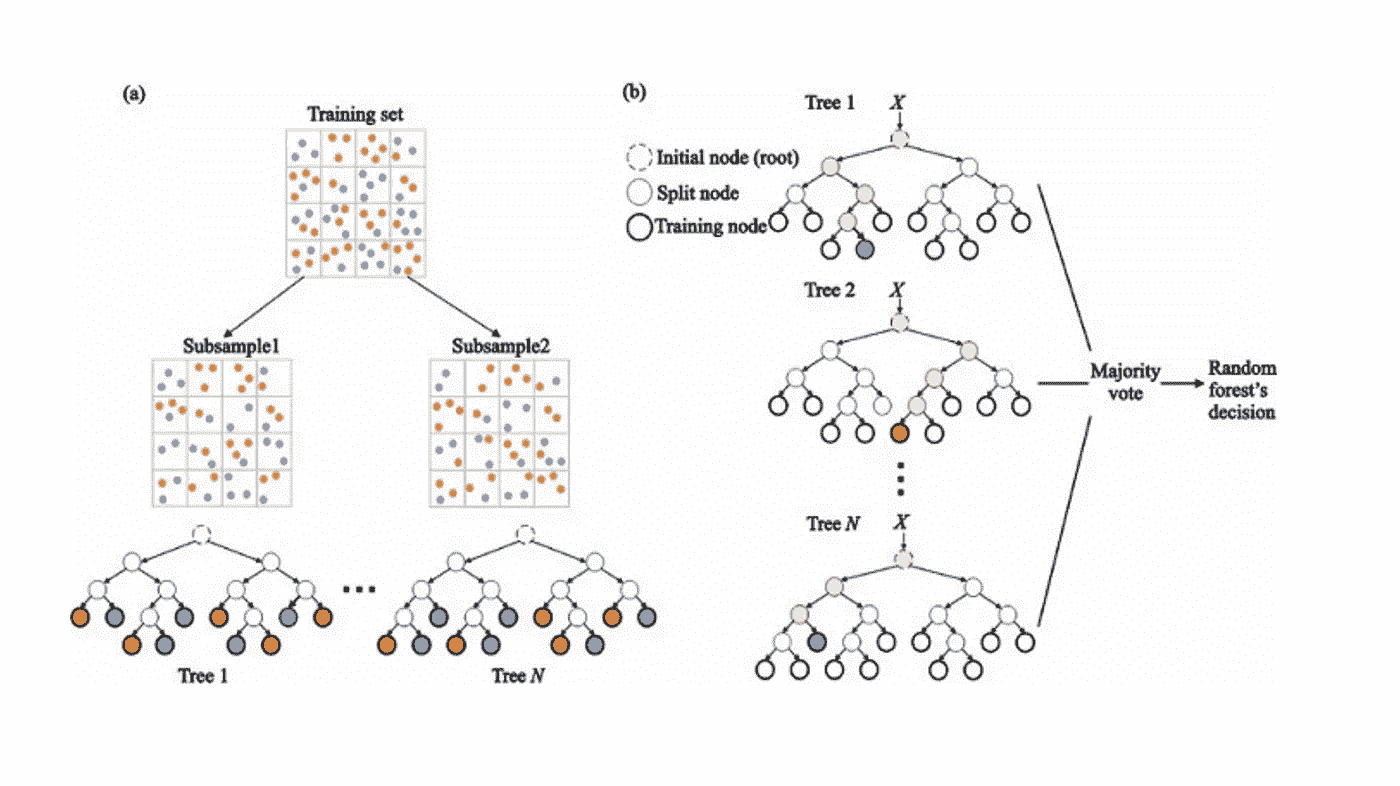 (a)
Training set
Subsample1
Subsample2
Tree 1
Tree N
(b)
Initial node (root)
Split node
Training node
Tree 1 X
Tree 2 X
Tree N X
Majority
vote
Random
forest's
decision